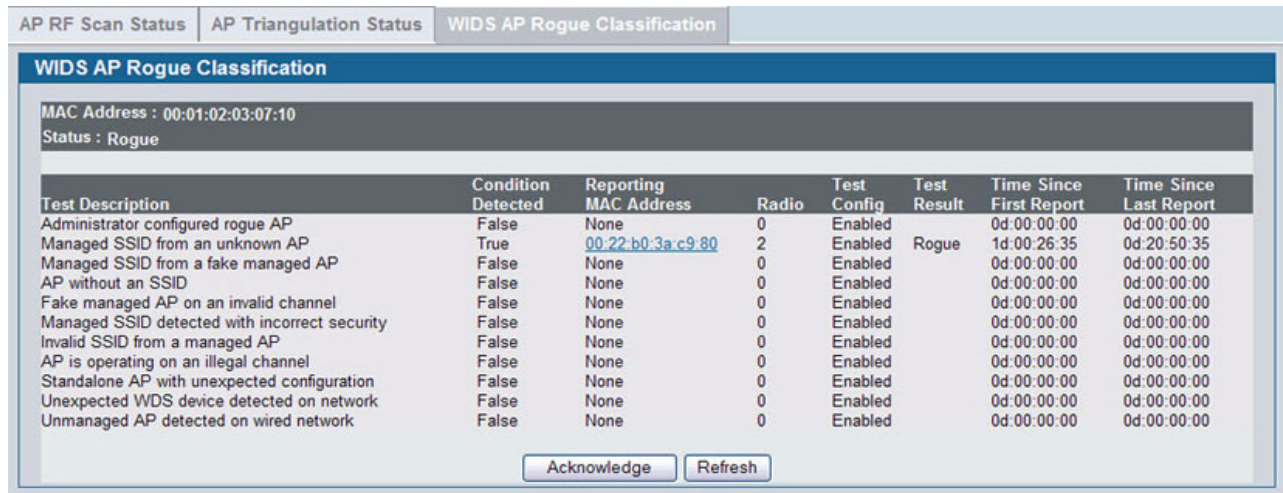 AP RF Scan Status AP Triangulation Status WIDS AP Rogue Classification
WIDS AP Rogue Classification
MAC Address : 00:01:02:03:07:10
Status : Rogue
Condition Reporting Test Test Time Since Time Since
Test Description Detected MAC Address Radio Config Result First Report Last Report
Administrator configured rogue AP False None 0 Enabled 0d:00:00:00 0d:00:00:00
Managed SSID from an unknown AP True 00:22:b0:3a:c9:80 2 Enabled Rogue 1d:00:26:35 0d:20:50:35
Managed SSID from a fake managed AP False None 0 Enabled 0d:00:00:00 0d:00:00:00
AP without an SSID False None 0 Enabled 0d:00:00:00 0d:00:00:00
Fake managed AP on an invalid channel False None 0 Enabled 0d:00:00:00 0d:00:00:00
Managed SSID detected with incorrect security False None 0 Enabled 0d:00:00:00 0d:00:00:00
Invalid SSID from a managed AP False None 0 Enabled 0d:00:00:00 0d:00:00:00
AP is operating on an illegal channel False None 0 Enabled 0d:00:00:00 0d:00:00:00
Standalone AP with unexpected configuration False None 0 Enabled 0d:00:00:00 0d:00:00:00
Unexpected WDS device detected on network False None 0 Enabled 0d:00:00:00 0d:00:00:00
Unmanaged AP detected on wired network False None 0 Enabled 0d:00:00:00 0d:00:00:00
Acknowledge Refresh